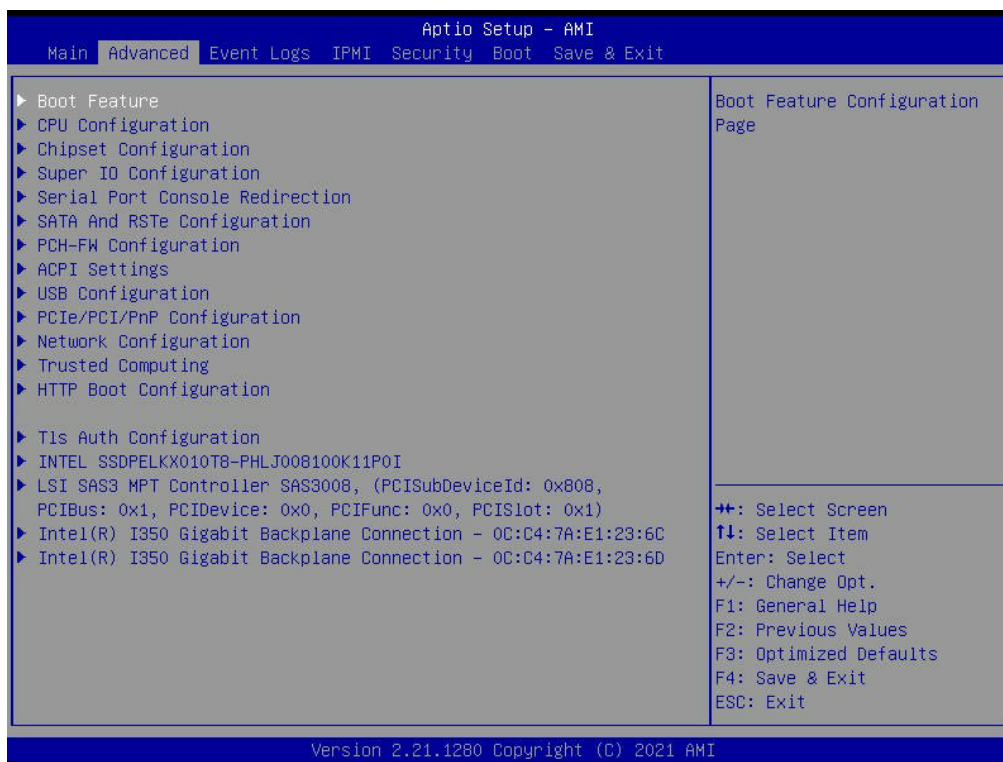 Aptio Setup – AMI
Main Advanced Event Logs IPMI Security Boot Save & Exit
▶ Boot Feature
▶ CPU Configuration
▶ Chipset Configuration
▶ Super IO Configuration
▶ Serial Port Console Redirection
▶ SATA And RSTe Configuration
▶ PCH-FW Configuration
▶ ACPI Settings
▶ USB Configuration
▶ PCIe/PCI/PnP Configuration
▶ Network Configuration
▶ Trusted Computing
▶ HTTP Boot Configuration
▶ Tls Auth Configuration
▶ INTEL SSDPELKX010T8-PHLJ008100K11P0I
▶ LSI SAS3 MPT Controller SAS3008, (PCISubDeviceId: 0x808,
PCIBus: 0x1, PCIDevice: 0x0, PCIFunc: 0x0, PCISlot: 0x1)
▶ Intel(R) I350 Gigabit Backplane Connection – 0C:C4:7A:E1:23:6C
▶ Intel(R) I350 Gigabit Backplane Connection – 0C:C4:7A:E1:23:6D
Boot Feature Configuration
Page
→←: Select Screen
↑↓: Select Item
Enter: Select
+/-: Change Opt.
F1: General Help
F2: Previous Values
F3: Optimized Defaults
F4: Save & Exit
ESC: Exit
Version 2.21.1280 Copyright (C) 2021 AMI